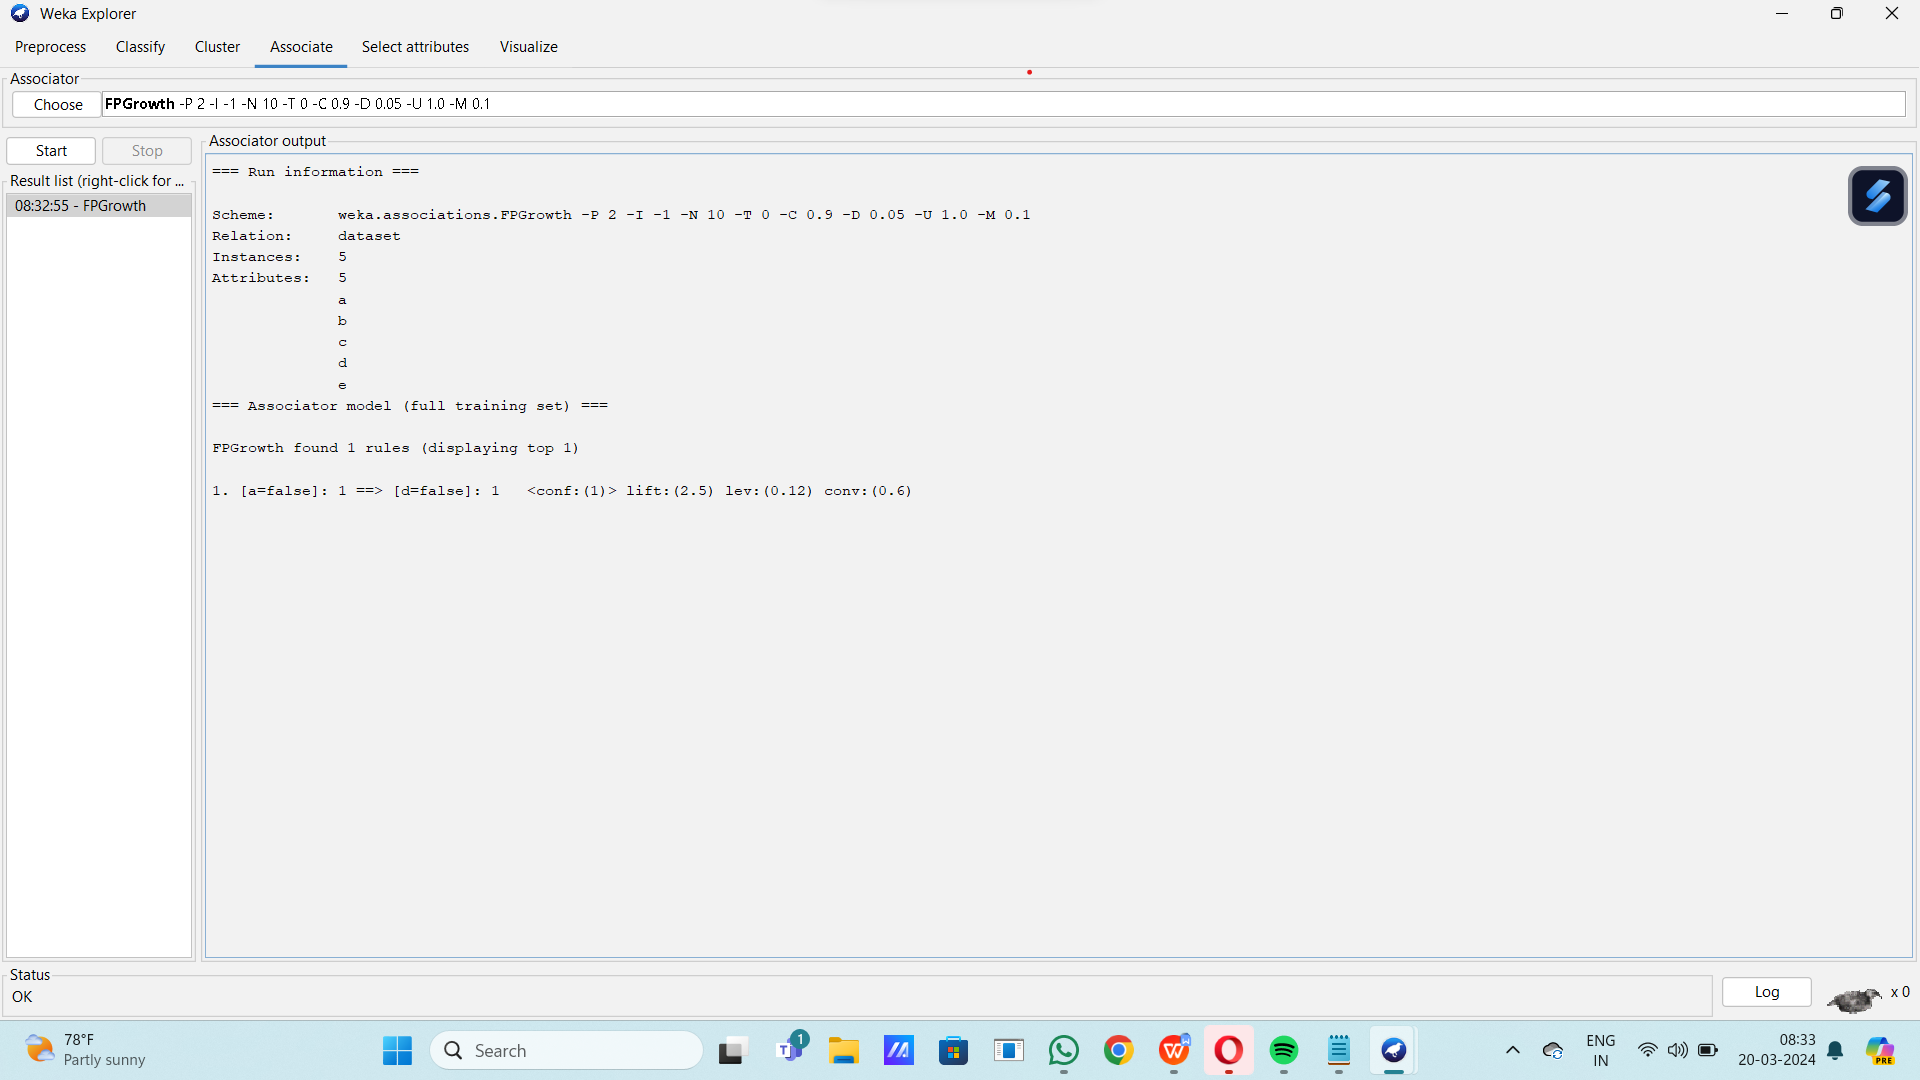 Weka Explorer
Preprocess Classify Cluster Associate Select attributes Visualize
Associator
Choose FPGrowth -P 2 -I -1 -N 10 -T 0 -C 0.9 -D 0.05 -U 1.0 -M 0.1
Start Stop
Result list (right-click for ...
08:32:55 - FPGrowth
Associator output
=== Run information ===
Scheme: weka.associations.FPGrowth -P 2 -I -1 -N 10 -T 0 -C 0.9 -D 0.05 -U 1.0 -M 0.1
Relation: dataset
Instances: 5
Attributes: 5
a
b
c
d
e
=== Associator model (full training set) ===
FPGrowth found 1 rules (displaying top 1)
1. [a=false]: 1 ==> [d=false]: 1 <conf:(1)> lift:(2.5) lev:(0.12) conv:(0.6)
Status
OK
Log
x 0
78°F
Partly sunny
Search
1
ENG
IN
08:33
20-03-2024
PRE